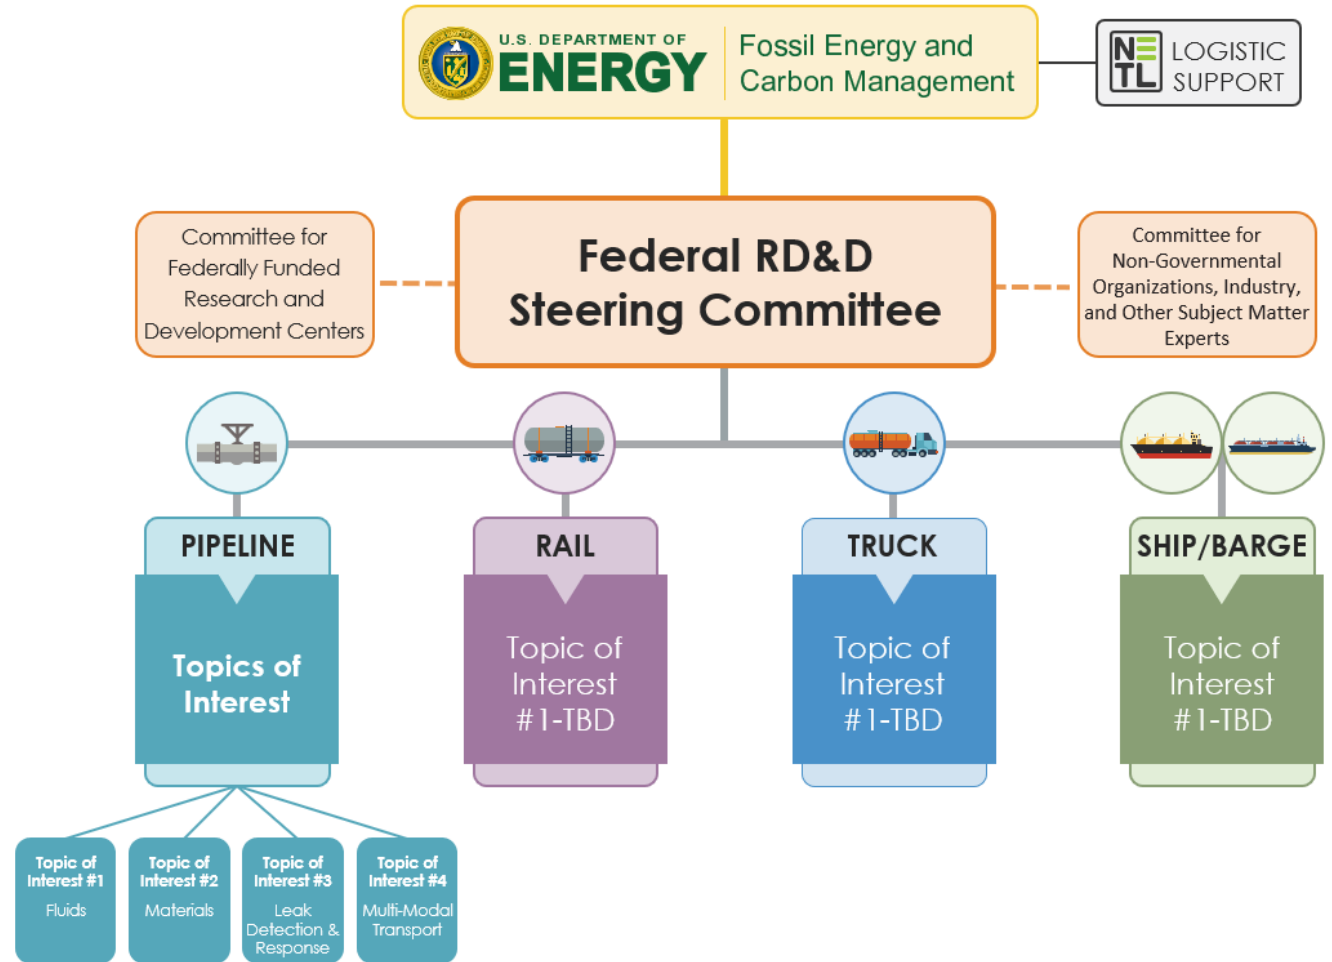 U.S. DEPARTMENT OF
ENERGY
Fossil Energy and
Carbon Management
NE
TL
LOGISTIC
SUPPORT
Committee for
Federally Funded
Research and
Development Centers
Federal RD&D
Steering Committee
Committee for
Non-Governmental
Organizations, Industry,
and Other Subject Matter
Experts
PIPELINE
Topics of
Interest
RAIL
Topic of
Interest
#1-TBD
TRUCK
Topic of
Interest
#1-TBD
SHIP/BARGE
Topic of
Interest
#1-TBD
Topic of
Interest #1
Fluids
Topic of
Interest #2
Materials
Topic of
Interest #3
Leak
Detection &
Response
Topic of
Interest #4
Multi-Modal
Transport